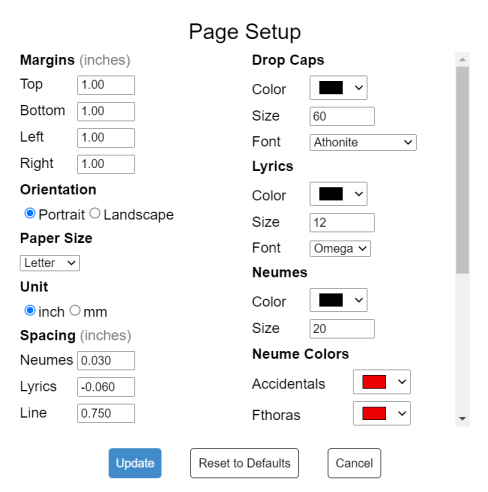 Page Setup
Margins (inches)
Top 1.00
Bottom 1.00
Left 1.00
Right 1.00
Orientation
Portrait Landscape
Paper Size
Letter
Unit
inch mm
Spacing (inches)
Neumes 0.030
Lyrics -0.060
Line 0.750
Drop Caps
Color
Size 60
Font Athonite
Lyrics
Color
Size 12
Font Omega
Neumes
Color
Size 20
Neume Colors
Accidentals
Fthoras
Update Reset to Defaults Cancel